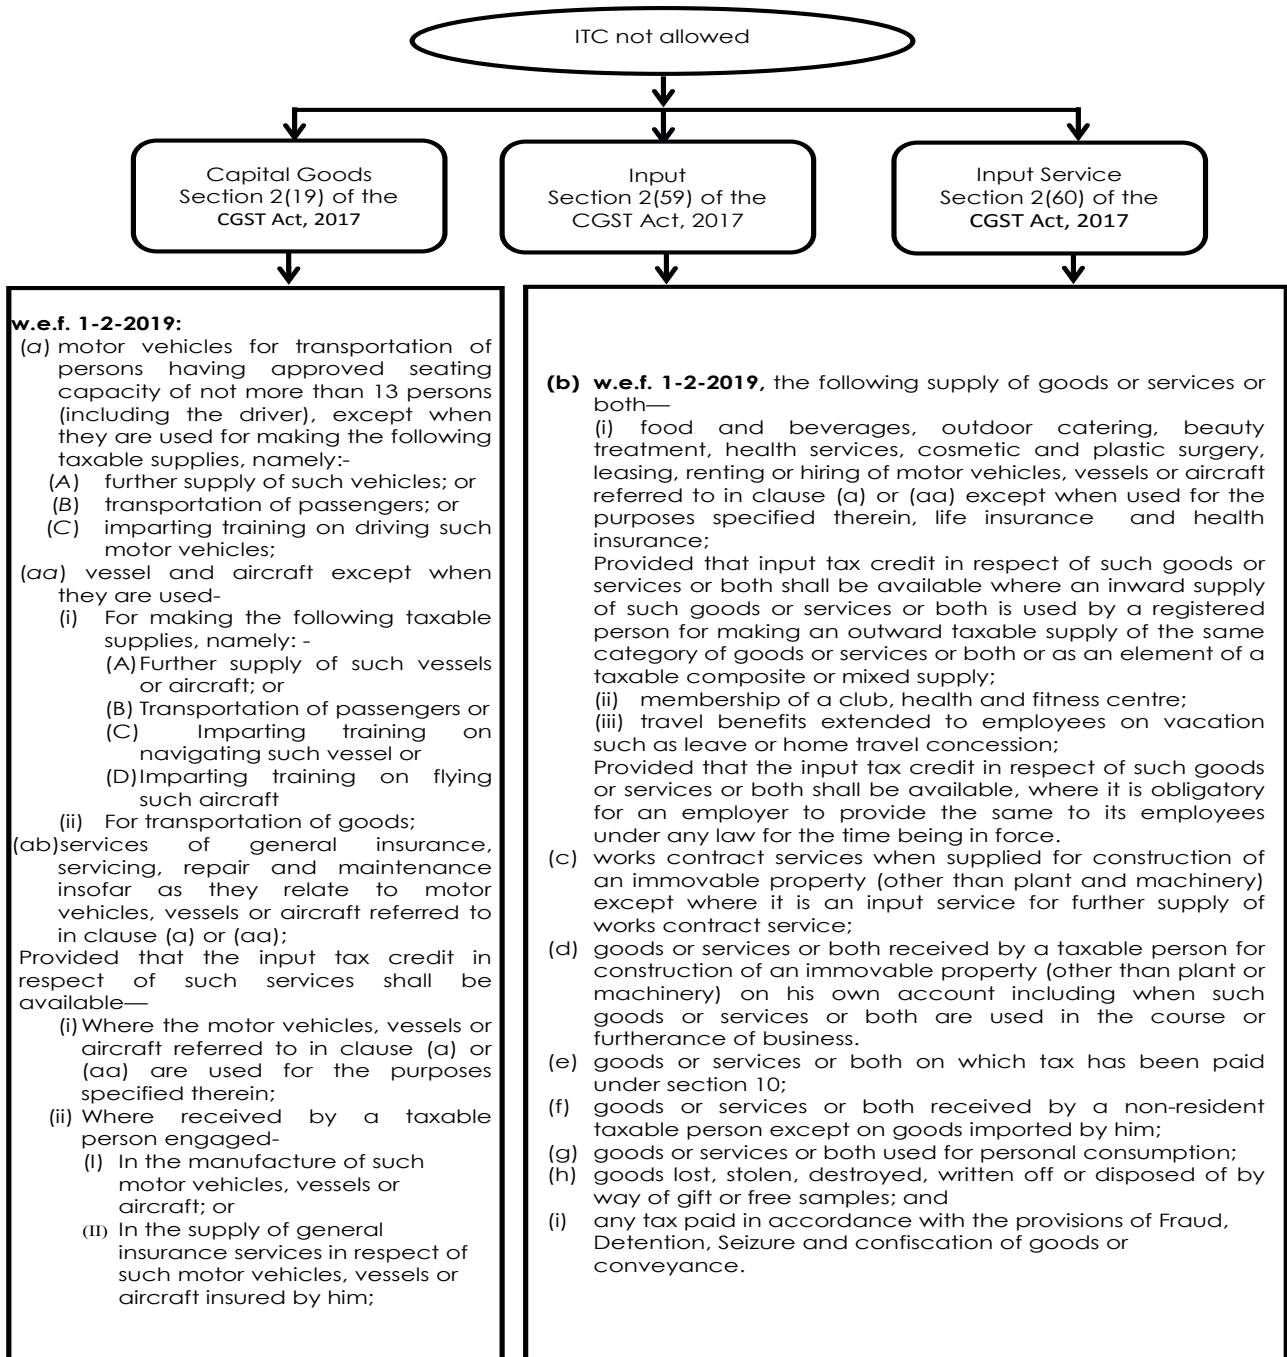 ITC not allowed
Capital Goods
Section 2(19) of the
CGST Act, 2017
Input
Section 2(59) of the
CGST Act, 2017
Input Service
Section 2(60) of the
CGST Act, 2017
w.e.f. 1-2-2019:
(a) motor vehicles for transportation of
persons having approved seating
capacity of not more than 13 persons
(including the driver), except when
they are used for making the following
taxable supplies, namely:-
(A) further supply of such vehicles; or
(B) transportation of passengers; or
(C) imparting training on driving such
motor vehicles;
(aa) vessel and aircraft except when
they are used-
(i) For making the following taxable
supplies, namely: -
(A) Further supply of such vessels
or aircraft; or
(B) Transportation of passengers or
(C) Imparting training on
navigating such vessel or
(D) Imparting training on flying
such aircraft
(ii) For transportation of goods;
(ab) services of general insurance,
servicing, repair and maintenance
insofar as they relate to motor
vehicles, vessels or aircraft referred to
in clause (a) or (aa);
Provided that the input tax credit in
respect of such services shall be
available—
(i) Where the motor vehicles, vessels or
aircraft referred to in clause (a) or
(aa) are used for the purposes
specified therein;
(ii) Where received by a taxable
person engaged-
(I) In the manufacture of such
motor vehicles, vessels or
aircraft; or
(II) In the supply of general
insurance services in respect of
such motor vehicles, vessels or
aircraft insured by him;
(b) w.e.f. 1-2-2019, the following supply of goods or services or
both—
(i) food and beverages, outdoor catering, beauty
treatment, health services, cosmetic and plastic surgery,
leasing, renting or hiring of motor vehicles, vessels or aircraft
referred to in clause (a) or (aa) except when used for the
purposes specified therein, life insurance and health
insurance;
Provided that input tax credit in respect of such goods or
services or both shall be available where an inward supply
of such goods or services or both is used by a registered
person for making an outward taxable supply of the same
category of goods or services or both or as an element of a
taxable composite or mixed supply;
(ii) membership of a club, health and fitness centre;
(iii) travel benefits extended to employees on vacation
such as leave or home travel concession;
Provided that the input tax credit in respect of such goods
or services or both shall be available, where it is obligatory
for an employer to provide the same to its employees
under any law for the time being in force.
(c) works contract services when supplied for construction of
an immovable property (other than plant and machinery)
except where it is an input service for further supply of
works contract service;
(d) goods or services or both received by a taxable person for
construction of an immovable property (other than plant or
machinery) on his own account including when such
goods or services or both are used in the course or
furtherance of business.
(e) goods or services or both on which tax has been paid
under section 10;
(f) goods or services or both received by a non-resident
taxable person except on goods imported by him;
(g) goods or services or both used for personal consumption;
(h) goods lost, stolen, destroyed, written off or disposed of by
way of gift or free samples; and
(i) any tax paid in accordance with the provisions of Fraud,
Detention, Seizure and confiscation of goods or
conveyance.